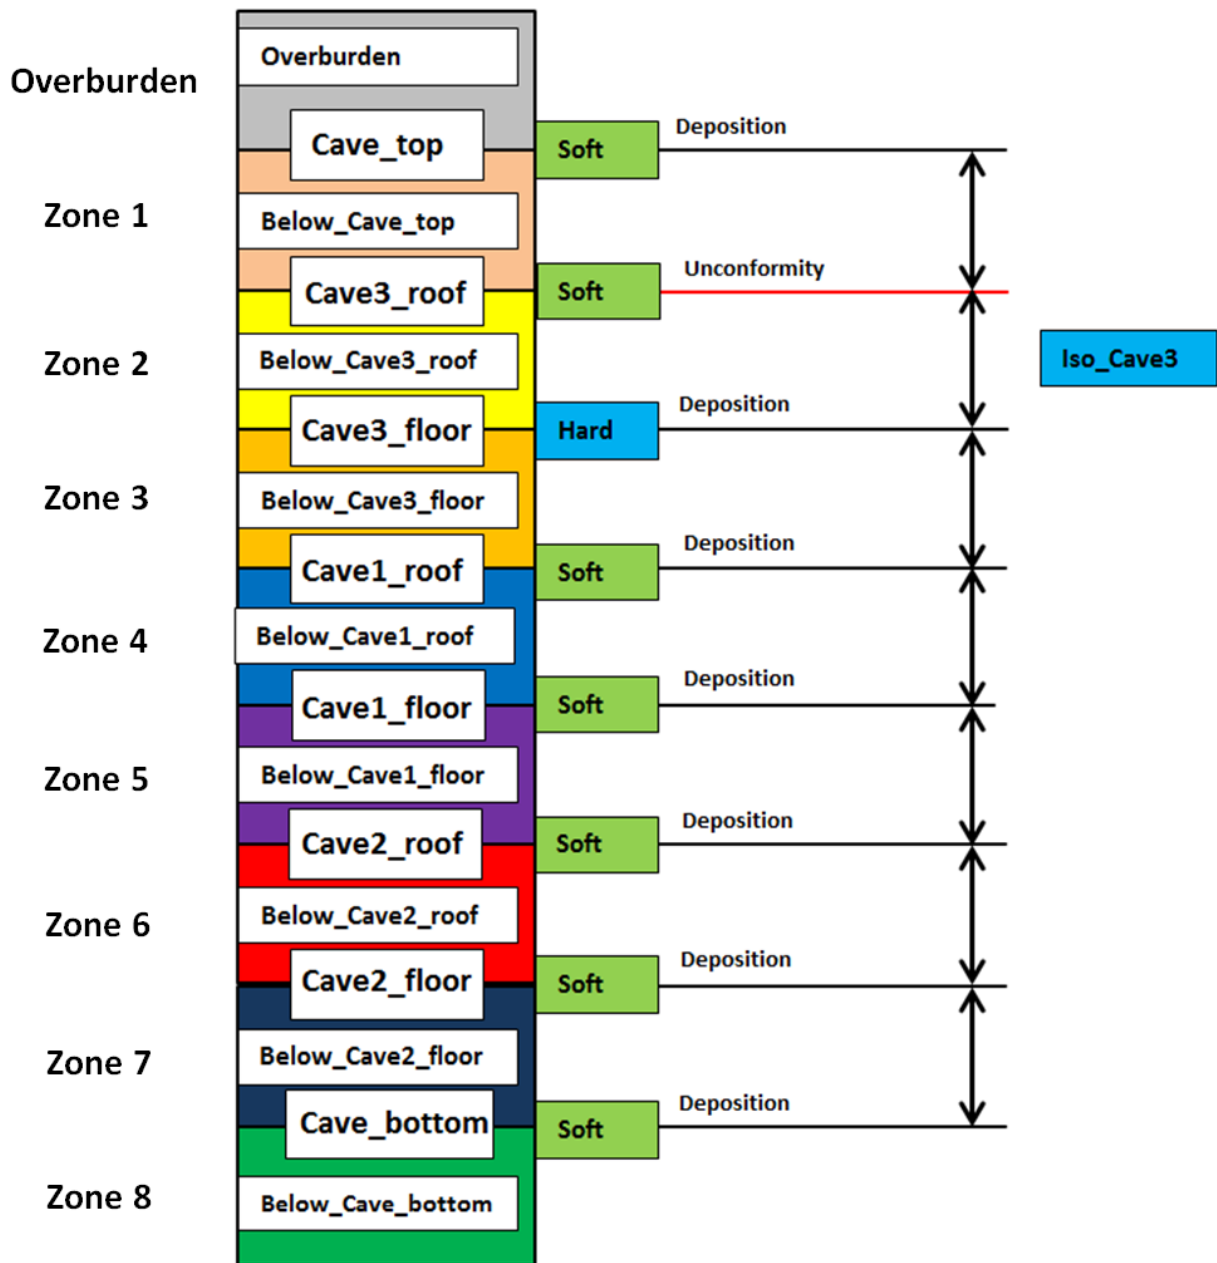 Overburden
Overburden
Cave_top
Soft
Deposition
Zone 1
Below_Cave_top
Cave3_roof
Soft
Unconformity
Zone 2
Below_Cave3_roof
Iso_Cave3
Cave3_floor
Hard
Deposition
Zone 3
Below_Cave3_floor
Cave1_roof
Soft
Deposition
Zone 4
Below_Cave1_roof
Cave1_floor
Soft
Deposition
Zone 5
Below_Cave1_floor
Cave2_roof
Soft
Deposition
Zone 6
Below_Cave2_roof
Cave2_floor
Soft
Deposition
Zone 7
Below_Cave2_floor
Cave_bottom
Soft
Deposition
Zone 8
Below_Cave_bottom